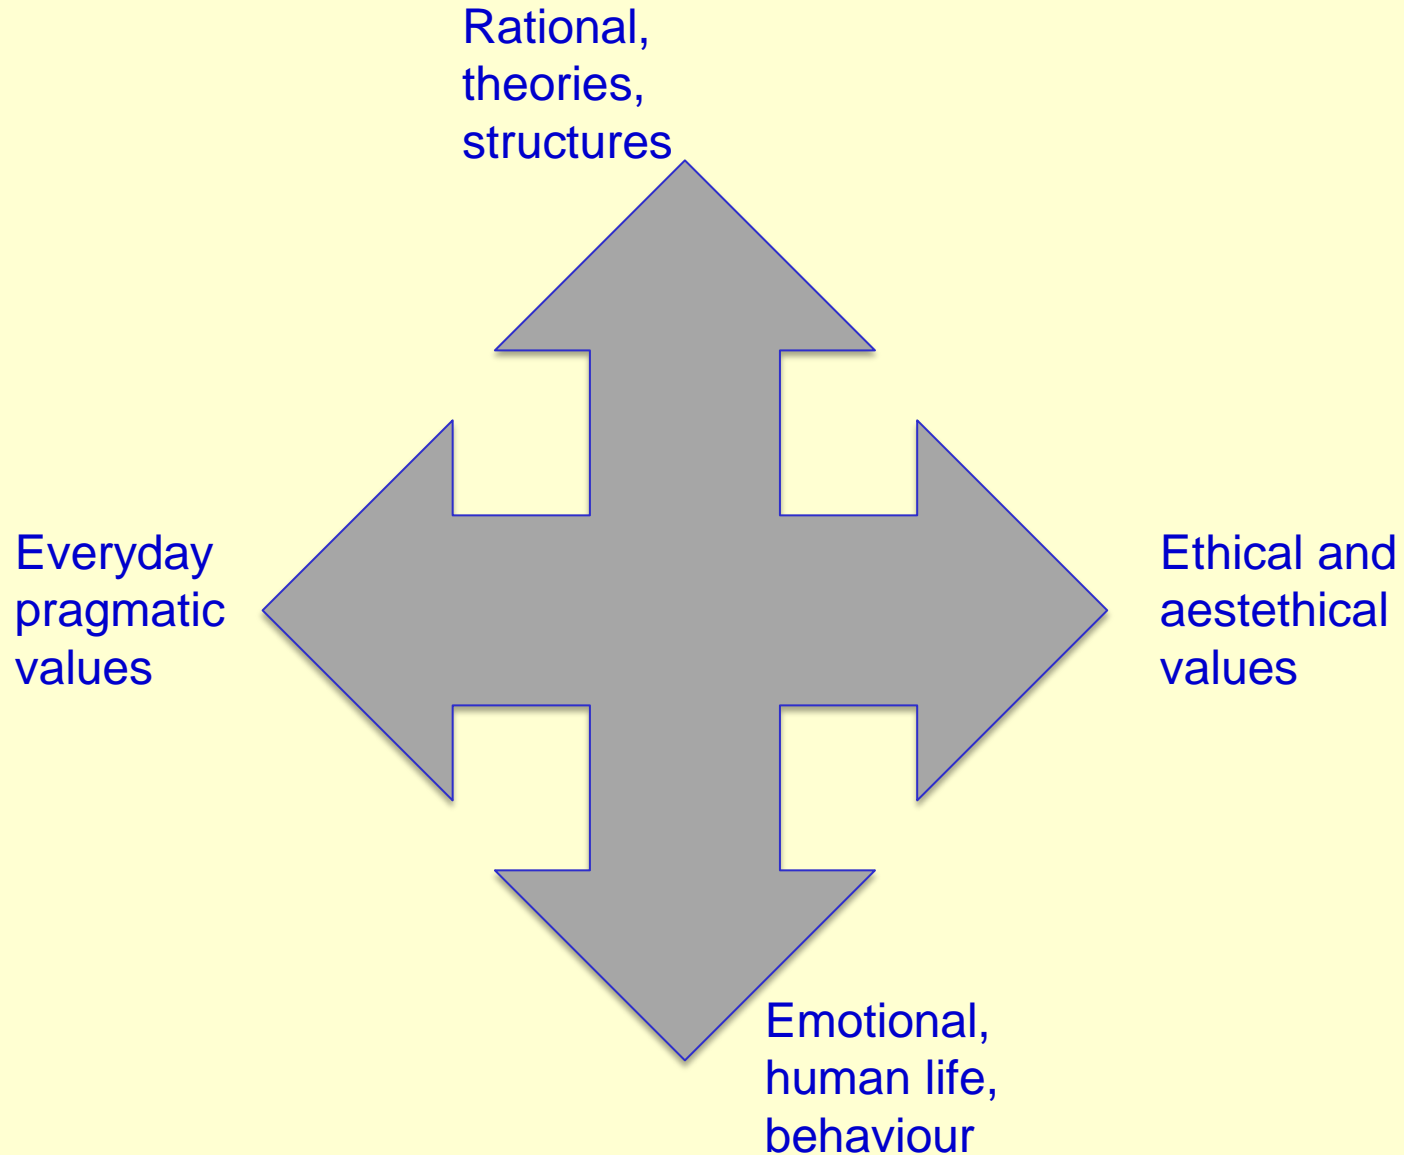 Rational,
theories,
structures
Everyday
pragmatic
values
Ethical and
aestethical
values
Emotional,
human life,
behaviour